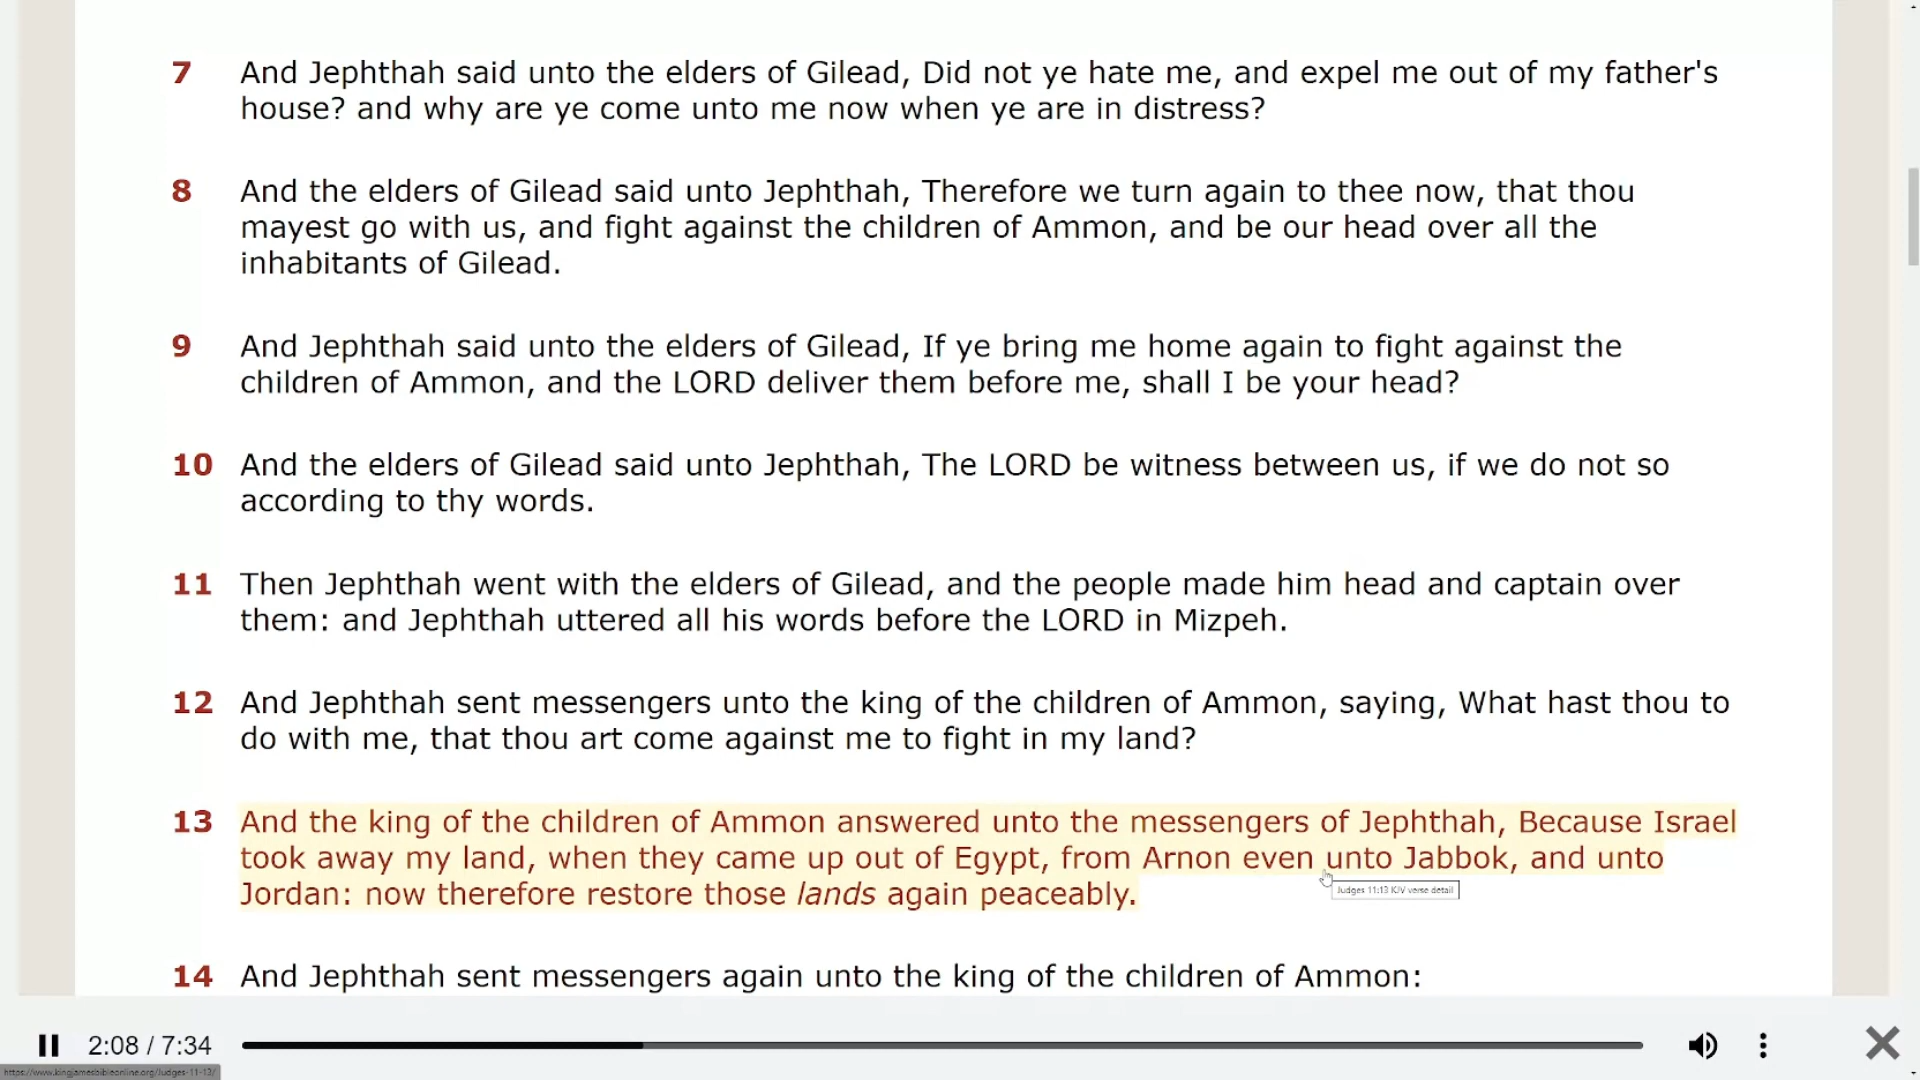 7 And Jephthah said unto the elders of Gilead, Did not ye hate me, and expel me out of my father's
house? and why are ye come unto me now when ye are in distress?
8 And the elders of Gilead said unto Jephthah, Therefore we turn again to thee now, that thou
mayest go with us, and fight against the children of Ammon, and be our head over all the
inhabitants of Gilead.
9 And Jephthah said unto the elders of Gilead, If ye bring me home again to fight against the
children of Ammon, and the LORD deliver them before me, shall I be your head?
10 And the elders of Gilead said unto Jephthah, The LORD be witness between us, if we do not so
according to thy words.
11 Then Jephthah went with the elders of Gilead, and the people made him head and captain over
them: and Jephthah uttered all his words before the LORD in Mizpeh.
12 And Jephthah sent messengers unto the king of the children of Ammon, saying, What hast thou to
do with me, that thou art come against me to fight in my land?
13 And the king of the children of Ammon answered unto the messengers of Jephthah, Because Israel
took away my land, when they came up out of Egypt, from Arnon even unto Jabbok, and unto
Jordan: now therefore restore those lands again peaceably.
Judges 11:13 KJV verse detail
14 And Jephthah sent messengers again unto the king of the children of Ammon:
2:08 / 7:34
https://www.kingjamesbibleonline.org/Judges-11-13/